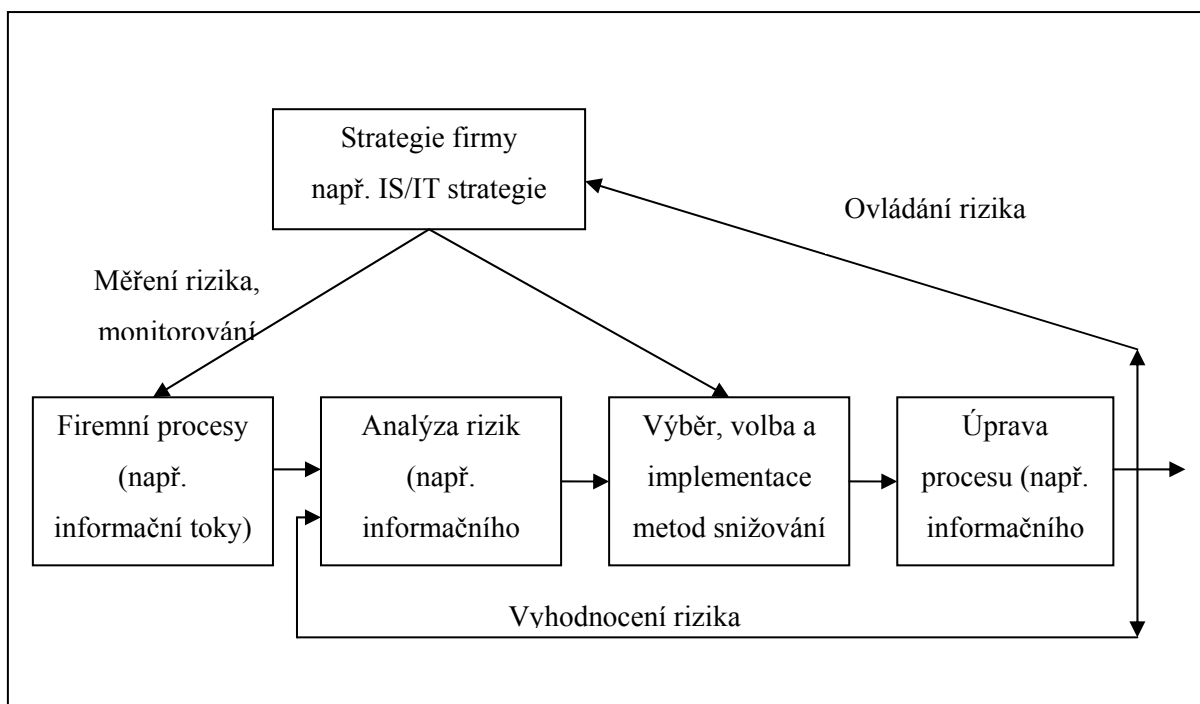 Strategie firmy
např. IS/IT strategie
Ovládání rizika
Měření rizika,
monitorování
Firemní procesy
(např.
informační toky)
Analýza rizik
(např.
informačního
Výběr, volba a
implementace
metod snižování
Úprava
procesu (např.
informačního
Vyhodnocení rizika